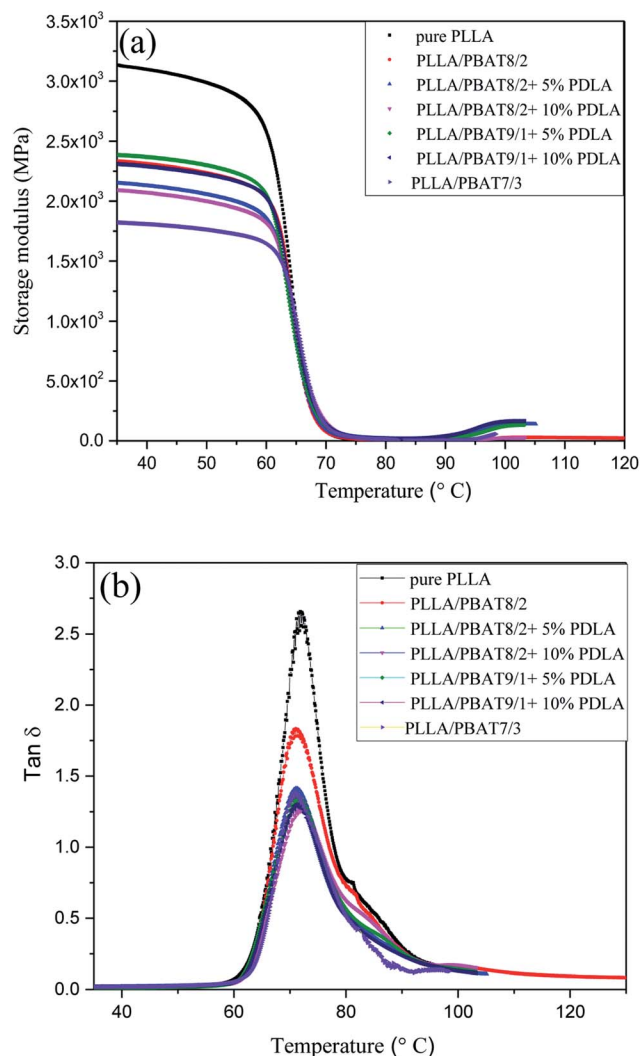 (a)
pure PLLA
PLLA/PBAT8/2
PLLA/PBAT8/2+ 5% PDLA
PLLA/PBAT8/2+ 10% PDLA
PLLA/PBAT9/1+ 5% PDLA
PLLA/PBAT9/1+ 10% PDLA
PLLA/PBAT7/3
Storage modulus (MPa)
3.5x10³
3.0x10³
2.5x10³
2.0x10³
1.5x10³
1.0x10³
5.0x10²
0.0
40 50 60 70 80 90 100 110 120
Temperature (° C)
(b)
pure PLLA
PLLA/PBAT8/2
PLLA/PBAT8/2+ 5% PDLA
PLLA/PBAT8/2+ 10% PDLA
PLLA/PBAT9/1+ 5% PDLA
PLLA/PBAT9/1+ 10% PDLA
PLLA/PBAT7/3
Tan δ
3.0
2.5
2.0
1.5
1.0
0.5
0.0
40 60 80 100 120
Temperature (° C)